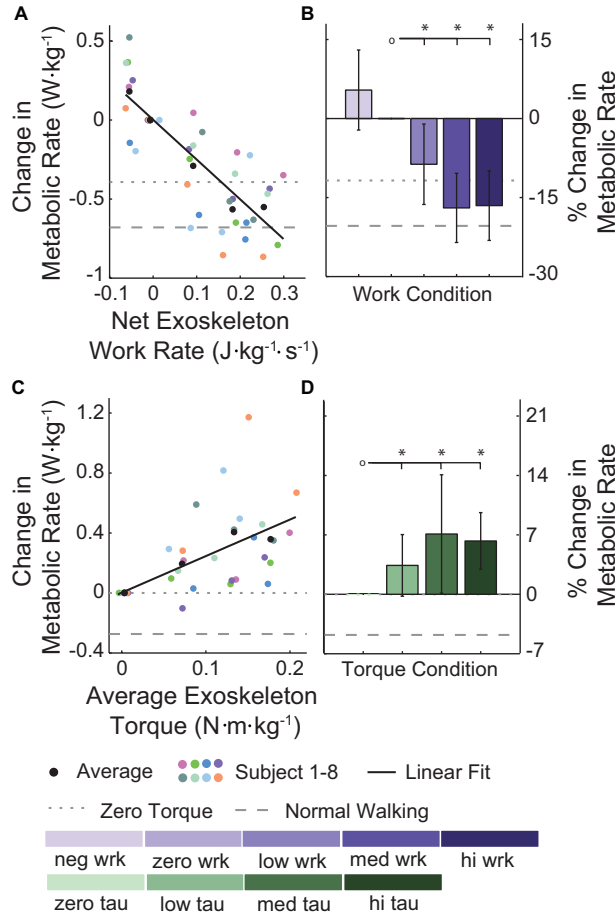 A
Change in
Metabolic Rate (W·kg⁻¹)
0.5
0
-0.5
-1
-0.1
0
0.1
0.2
0.3
Net Exoskeleton
Work Rate (J·kg⁻¹·s⁻¹)
B
o
*
*
*
15
0
-15
-30
% Change in
Metabolic Rate
Work Condition
C
Change in
Metabolic Rate (W·kg⁻¹)
1.2
0.8
0.4
0
-0.4
0
0.1
0.2
Average Exoskeleton
Torque (N·m·kg⁻¹)
D
o
*
*
*
21
14
7
0
-7
% Change in
Metabolic Rate
Torque Condition
Average
Subject 1-8
Linear Fit
Zero Torque
Normal Walking
neg wrk
zero wrk
low wrk
med wrk
hi wrk
zero tau
low tau
med tau
hi tau